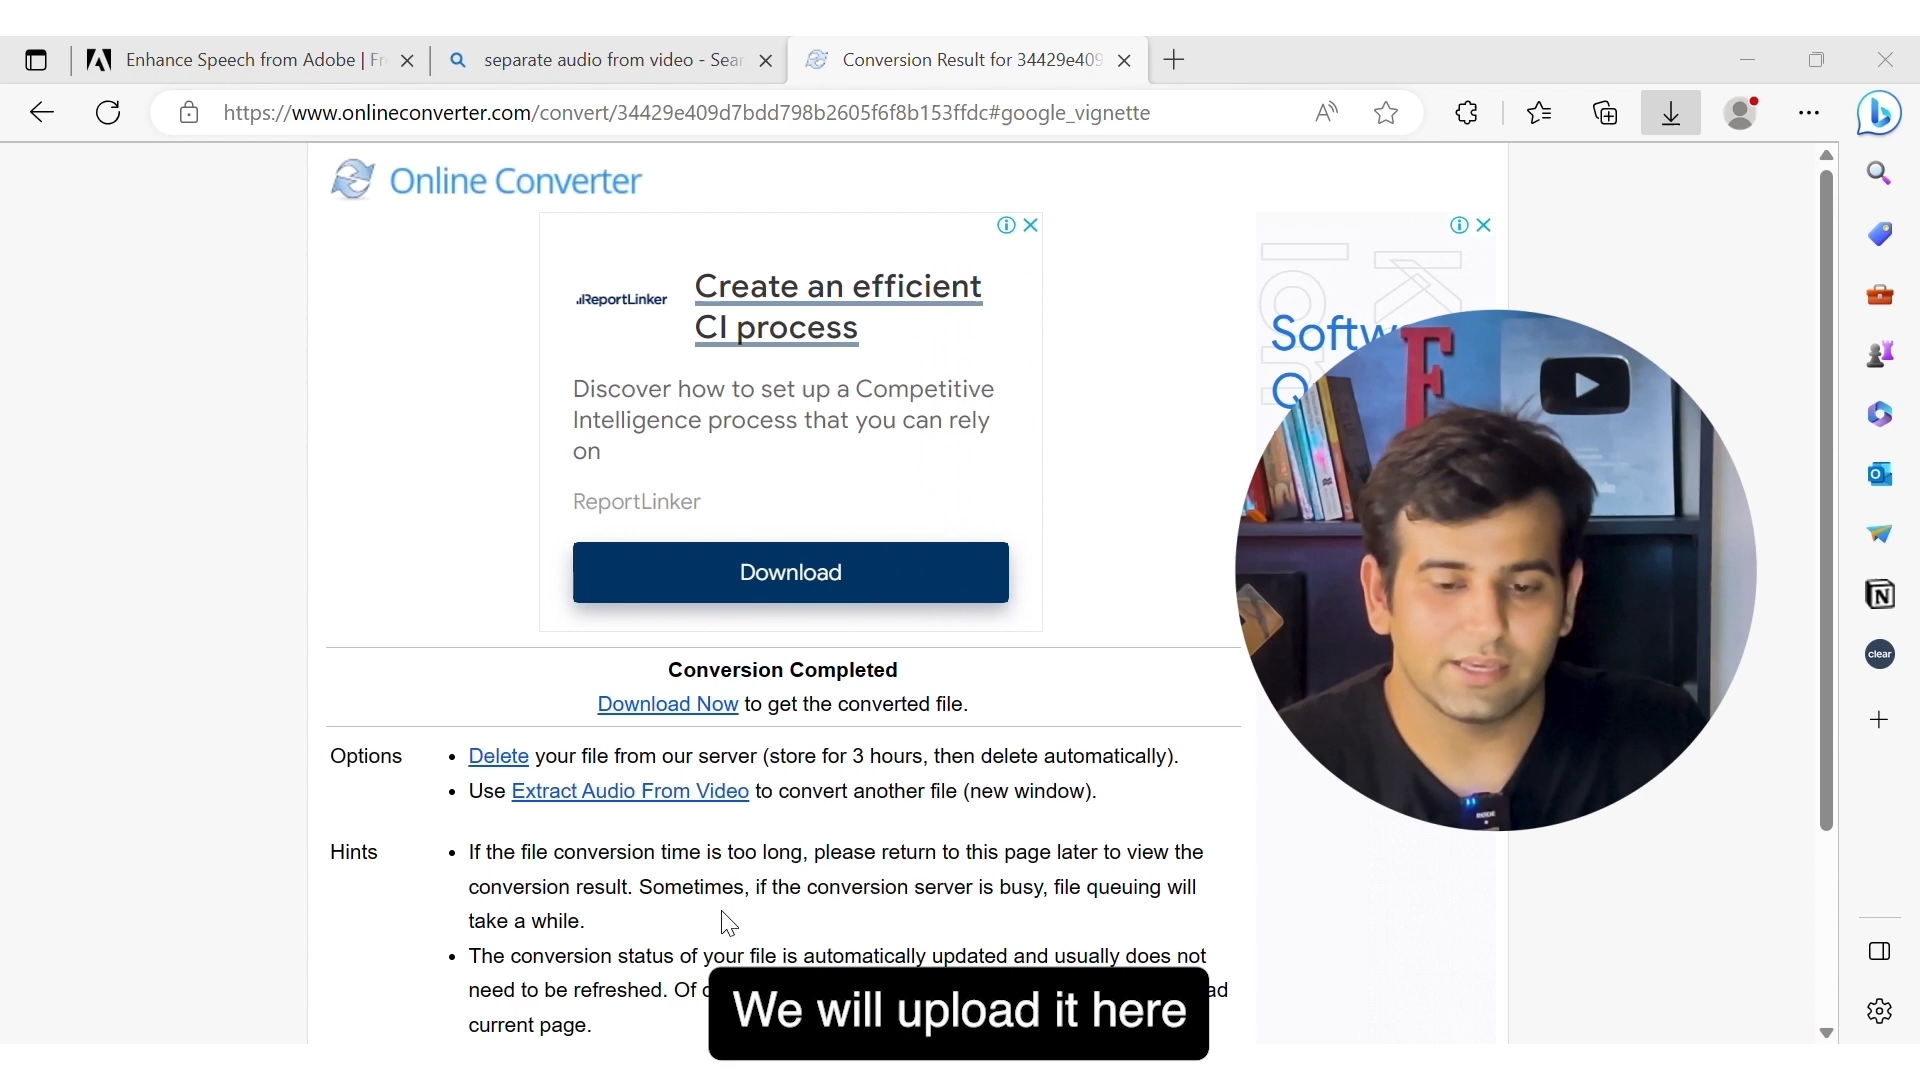 Enhance Speech from Adobe | Fr
separate audio from video - Sear
Conversion Result for 34429e409
https://www.onlineconverter.com/convert/34429e409d7bdd798b2605f6f8b153ffdc#google_vignette
Online Converter
ReportLinker
Create an efficient
CI process
Discover how to set up a Competitive
Intelligence process that you can rely
on
ReportLinker
Download
Softw
Q
F
Conversion Completed
Download Now to get the converted file.
Options
• Delete your file from our server (store for 3 hours, then delete automatically).
• Use Extract Audio From Video to convert another file (new window).
Hints
• If the file conversion time is too long, please return to this page later to view the
conversion result. Sometimes, if the conversion server is busy, file queuing will
take a while.
• The conversion status of your file is automatically updated and usually does not
need to be refreshed. Of
current page.
We will upload it here
RØDE
clear